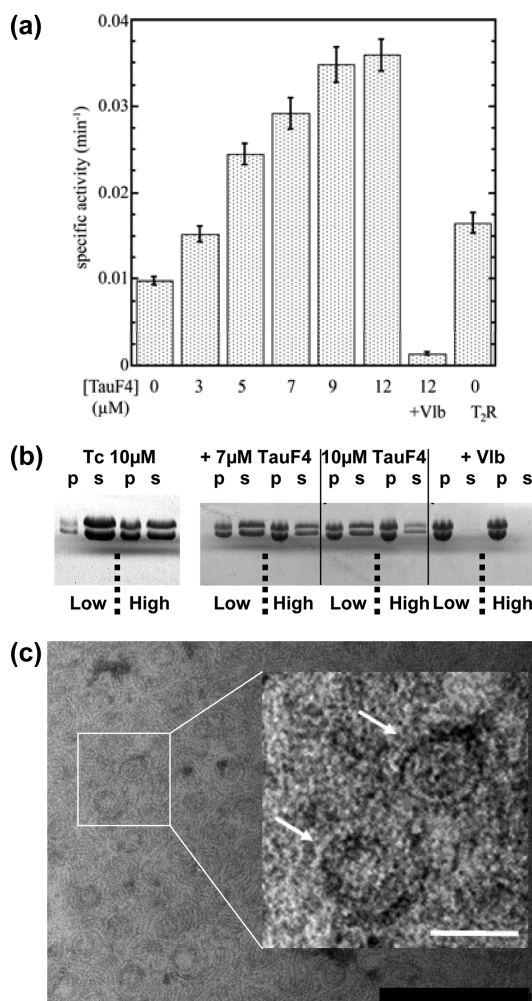 (a)
0.04
0.03
0.02
0.01
0
specific activity (min⁻¹)
[TauF4] 0 3 5 7 9 12 12 0
(µM) +Vlb T₂R
(b)
Tc 10µM + 7µM TauF4 10µM TauF4 + Vlb
p s p s p s p s p s p s p s p s
Low High Low High Low High Low High
(c)